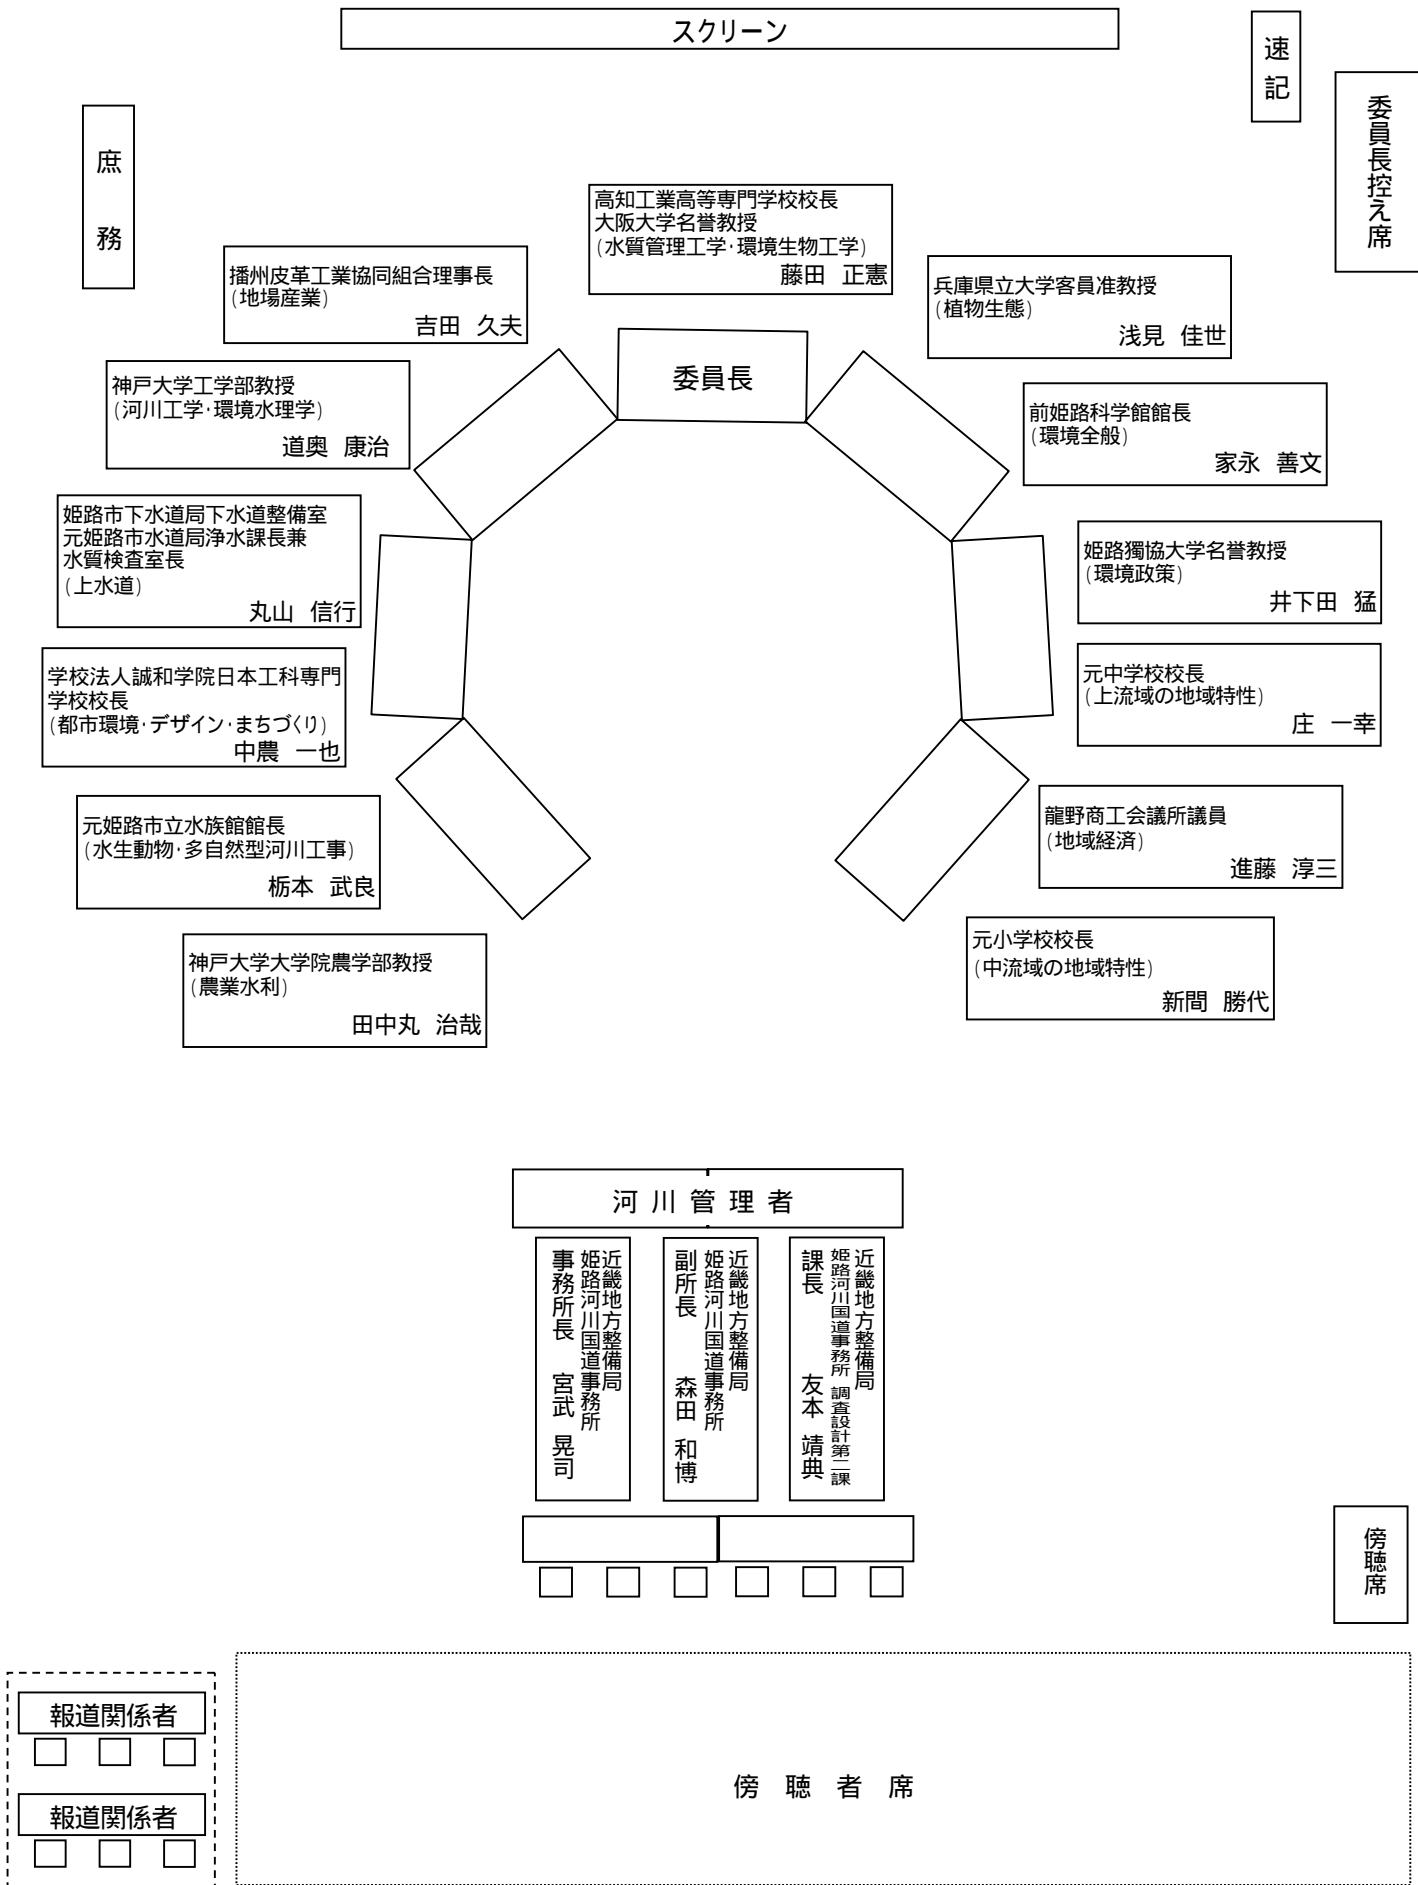 スクリーン
速記
委員長控え席
庶務
高知工業高等専門学校校長
大阪大学名誉教授
(水質管理工学･環境生物工学)
藤田 正憲
播州皮革工業協同組合理事長
(地場産業)
吉田 久夫
兵庫県立大学客員准教授
(植物生態)
浅見 佳世
委員長
神戸大学工学部教授
(河川工学･環境水理学)
道奥 康治
前姫路科学館館長
(環境全般)
家永 善文
姫路市下水道局下水道整備室
元姫路市水道局浄水課長兼
水質検査室長
(上水道)
丸山 信行
姫路獨協大学名誉教授
(環境政策)
井下田 猛
学校法人誠和学院日本工科専門
学校校長
(都市環境･デザイン･まちづくり)
中農 一也
元中学校校長
(上流域の地域特性)
庄 一幸
元姫路市立水族館館長
(水生動物･多自然型河川工事)
栃本 武良
龍野商工会議所議員
(地域経済)
進藤 淳三
神戸大学大学院農学部教授
(農業水利)
田中丸 治哉
元小学校校長
(中流域の地域特性)
新間 勝代
河川管理者
近畿地方整備局
姫路河川国道事務所
事務所長 宮武 晃司
近畿地方整備局
姫路河川国道事務所
副所長 森田 和博
近畿地方整備局
姫路河川国道事務所 調査設計第二課
課長 友本 靖典
傍聴席
報道関係者
報道関係者
傍聴者席